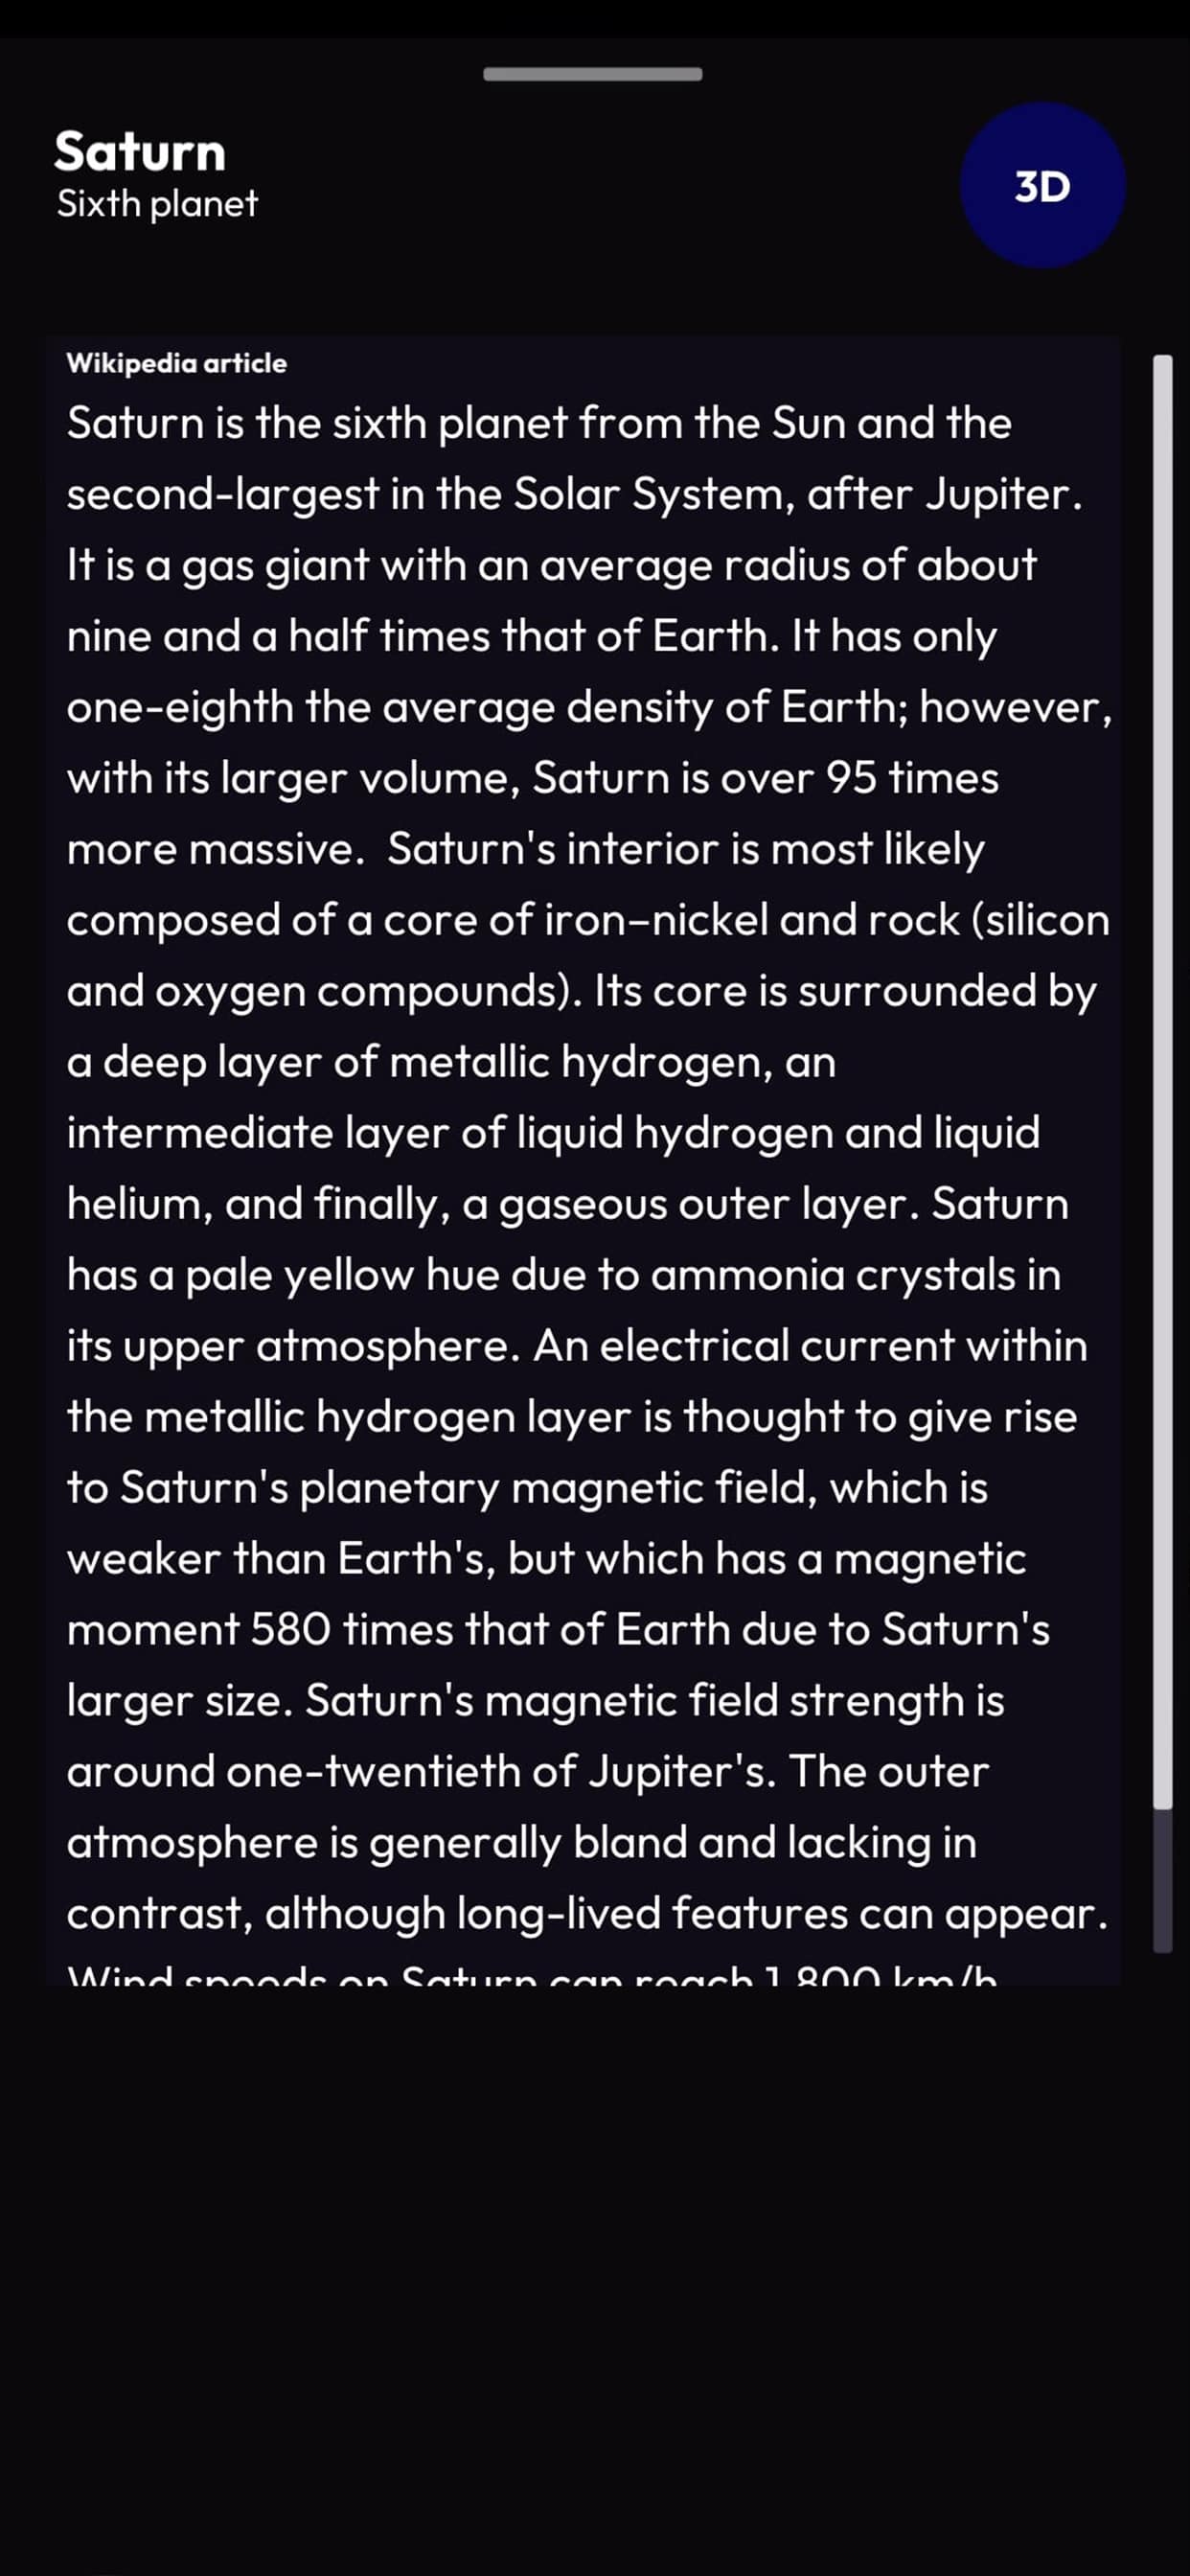 Saturn
Sixth planet
3D
Wikipedia article
Saturn is the sixth planet from the Sun and the
second-largest in the Solar System, after Jupiter.
It is a gas giant with an average radius of about
nine and a half times that of Earth. It has only
one-eighth the average density of Earth; however,
with its larger volume, Saturn is over 95 times
more massive.  Saturn's interior is most likely
composed of a core of iron–nickel and rock (silicon
and oxygen compounds). Its core is surrounded by
a deep layer of metallic hydrogen, an
intermediate layer of liquid hydrogen and liquid
helium, and finally, a gaseous outer layer. Saturn
has a pale yellow hue due to ammonia crystals in
its upper atmosphere. An electrical current within
the metallic hydrogen layer is thought to give rise
to Saturn's planetary magnetic field, which is
weaker than Earth's, but which has a magnetic
moment 580 times that of Earth due to Saturn's
larger size. Saturn's magnetic field strength is
around one-twentieth of Jupiter's. The outer
atmosphere is generally bland and lacking in
contrast, although long-lived features can appear.
Wind speeds on Saturn can reach 1,800 km/h